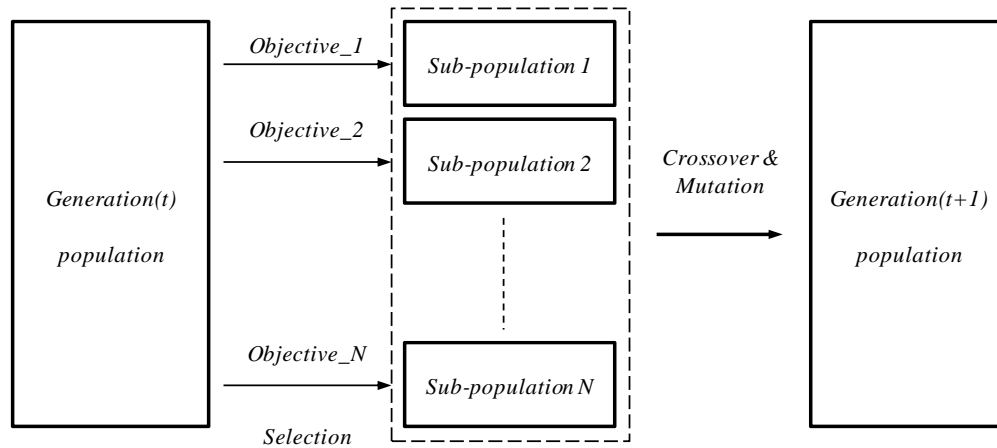 Generation(t)
population
Objective_1
Objective_2
Objective_N
Selection
Sub-population 1
Sub-population 2
Sub-population N
Crossover &
Mutation
Generation(t+1)
population